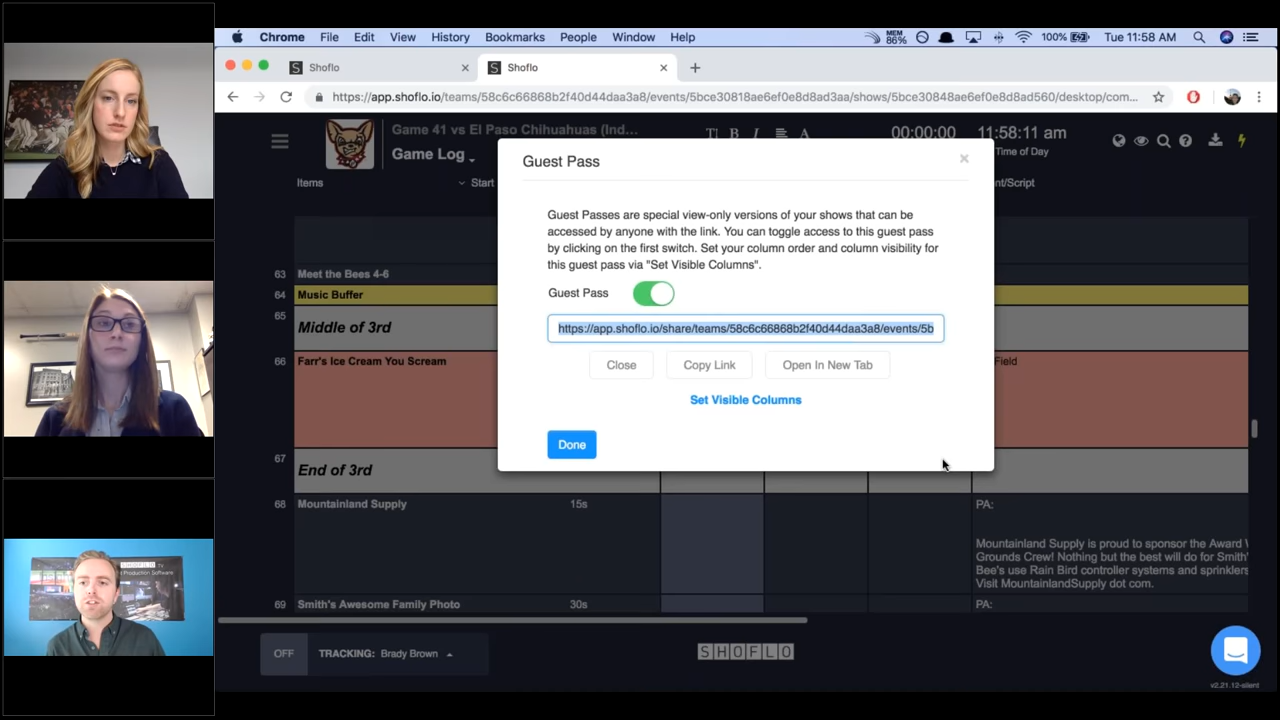 Chrome File Edit View History Bookmarks People Window Help
MEM
86%
100%
Tue 11:58 AM
S Shoflo ×
S Shoflo × +
https://app.shoflo.io/teams/58c6c66868b2f40d44daa3a8/events/5bce30818ae6ef0e8d8ad3aa/shows/5bce30848ae6ef0e8d8ad560/desktop/com...
Game 41 vs El Paso Chihuahuas (Ind...
Game Log
T B I A
00:00:00
11:58:11 am
Time of Day
Items
Start
nt/Script
Guest Pass ×
Guest Passes are special view-only versions of your shows that can be
accessed by anyone with the link. You can toggle access to this guest pass
by clicking on the first switch. Set your column order and column visibility for
this guest pass via "Set Visible Columns".
Guest Pass
https://app.shoflo.io/share/teams/58c6c66868b2f40d44daa3a8/events/5b
Close
Copy Link
Open In New Tab
Set Visible Columns
Done
63 Meet the Bees 4-6
64 Music Buffer
65 Middle of 3rd
66 Farr's Ice Cream You Scream
Field
67 End of 3rd
68 Mountainland Supply 15s PA:
Mountainland Supply is proud to sponsor the Award W
Grounds Crew! Nothing but the best will do for Smith'
Bee's use Rain Bird controller systems and sprinklers
Visit MountainlandSupply dot com.
69 Smith's Awesome Family Photo 30s PA:
OFF
TRACKING: Brady Brown
SHOFLO
v2.21.12-silent
SHOFLO TV
Production Software